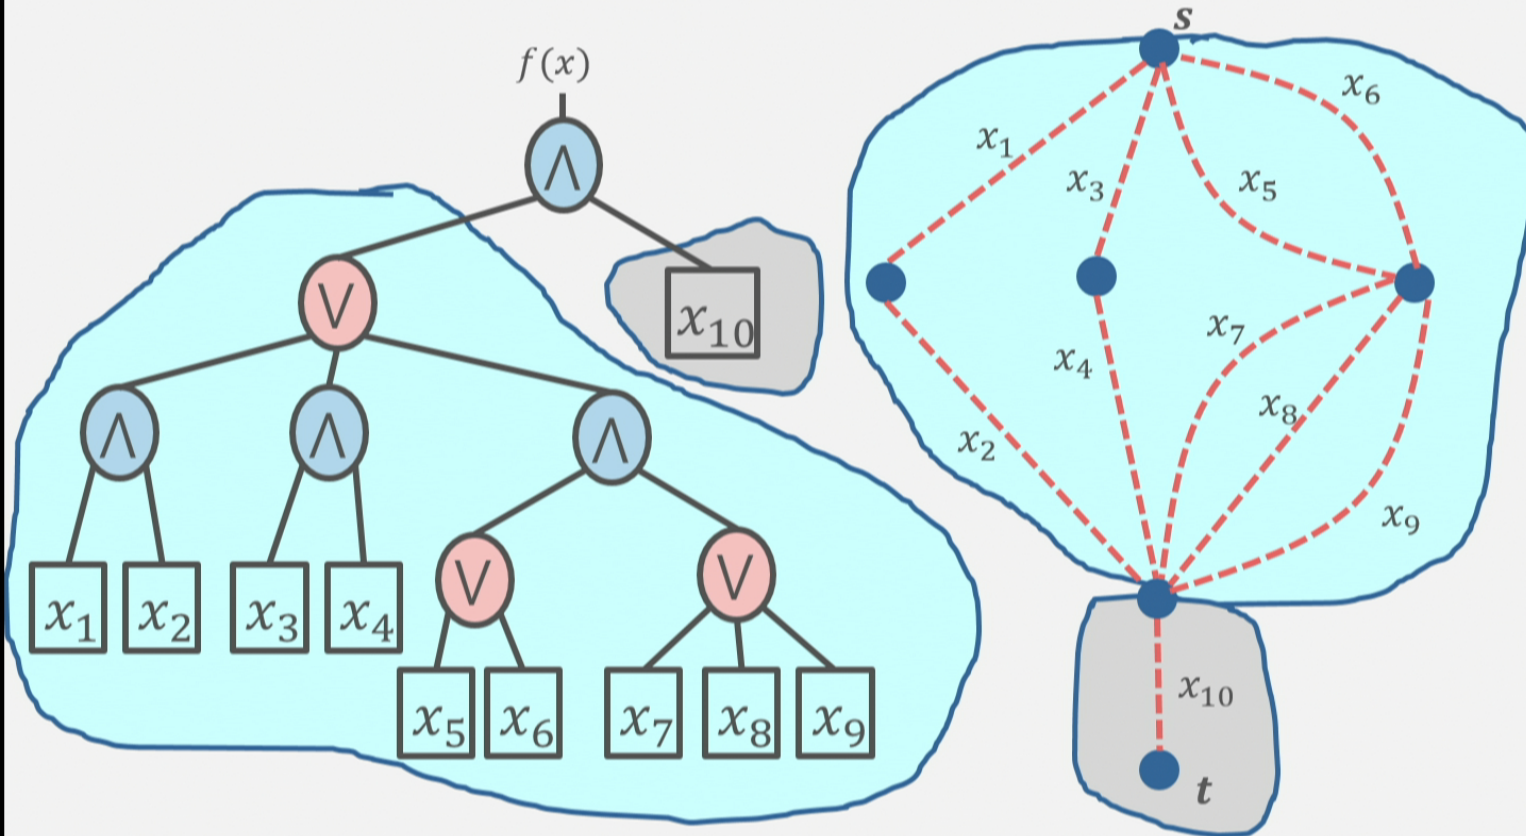 f(x)
∧
∨
x₁₀
∧ ∧ ∧
x₁ x₂ x₃ x₄
∨ ∨
x₅ x₆ x₇ x₈ x₉
s
x₆
x₁
x₃
x₅
x₇
x₄
x₈
x₂
x₉
x₁₀
t